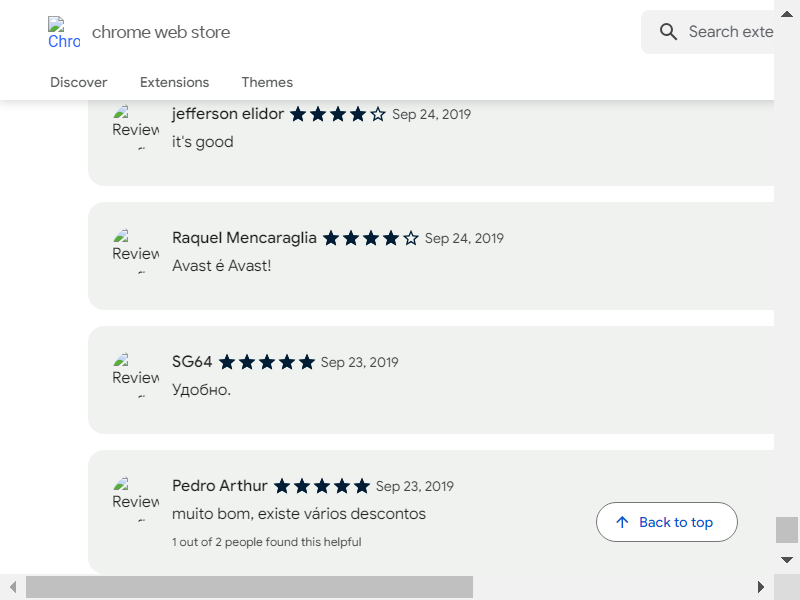 Chro
chrome web store
Search exte
Discover
Extensions
Themes
jefferson elidor
Sep 24, 2019
Review
it's good
Raquel Mencaraglia
Sep 24, 2019
Review
Avast é Avast!
SG64
Sep 23, 2019
Review
Удобно.
Pedro Arthur
Sep 23, 2019
Review
muito bom, existe vários descontos
1 out of 2 people found this helpful
Back to top